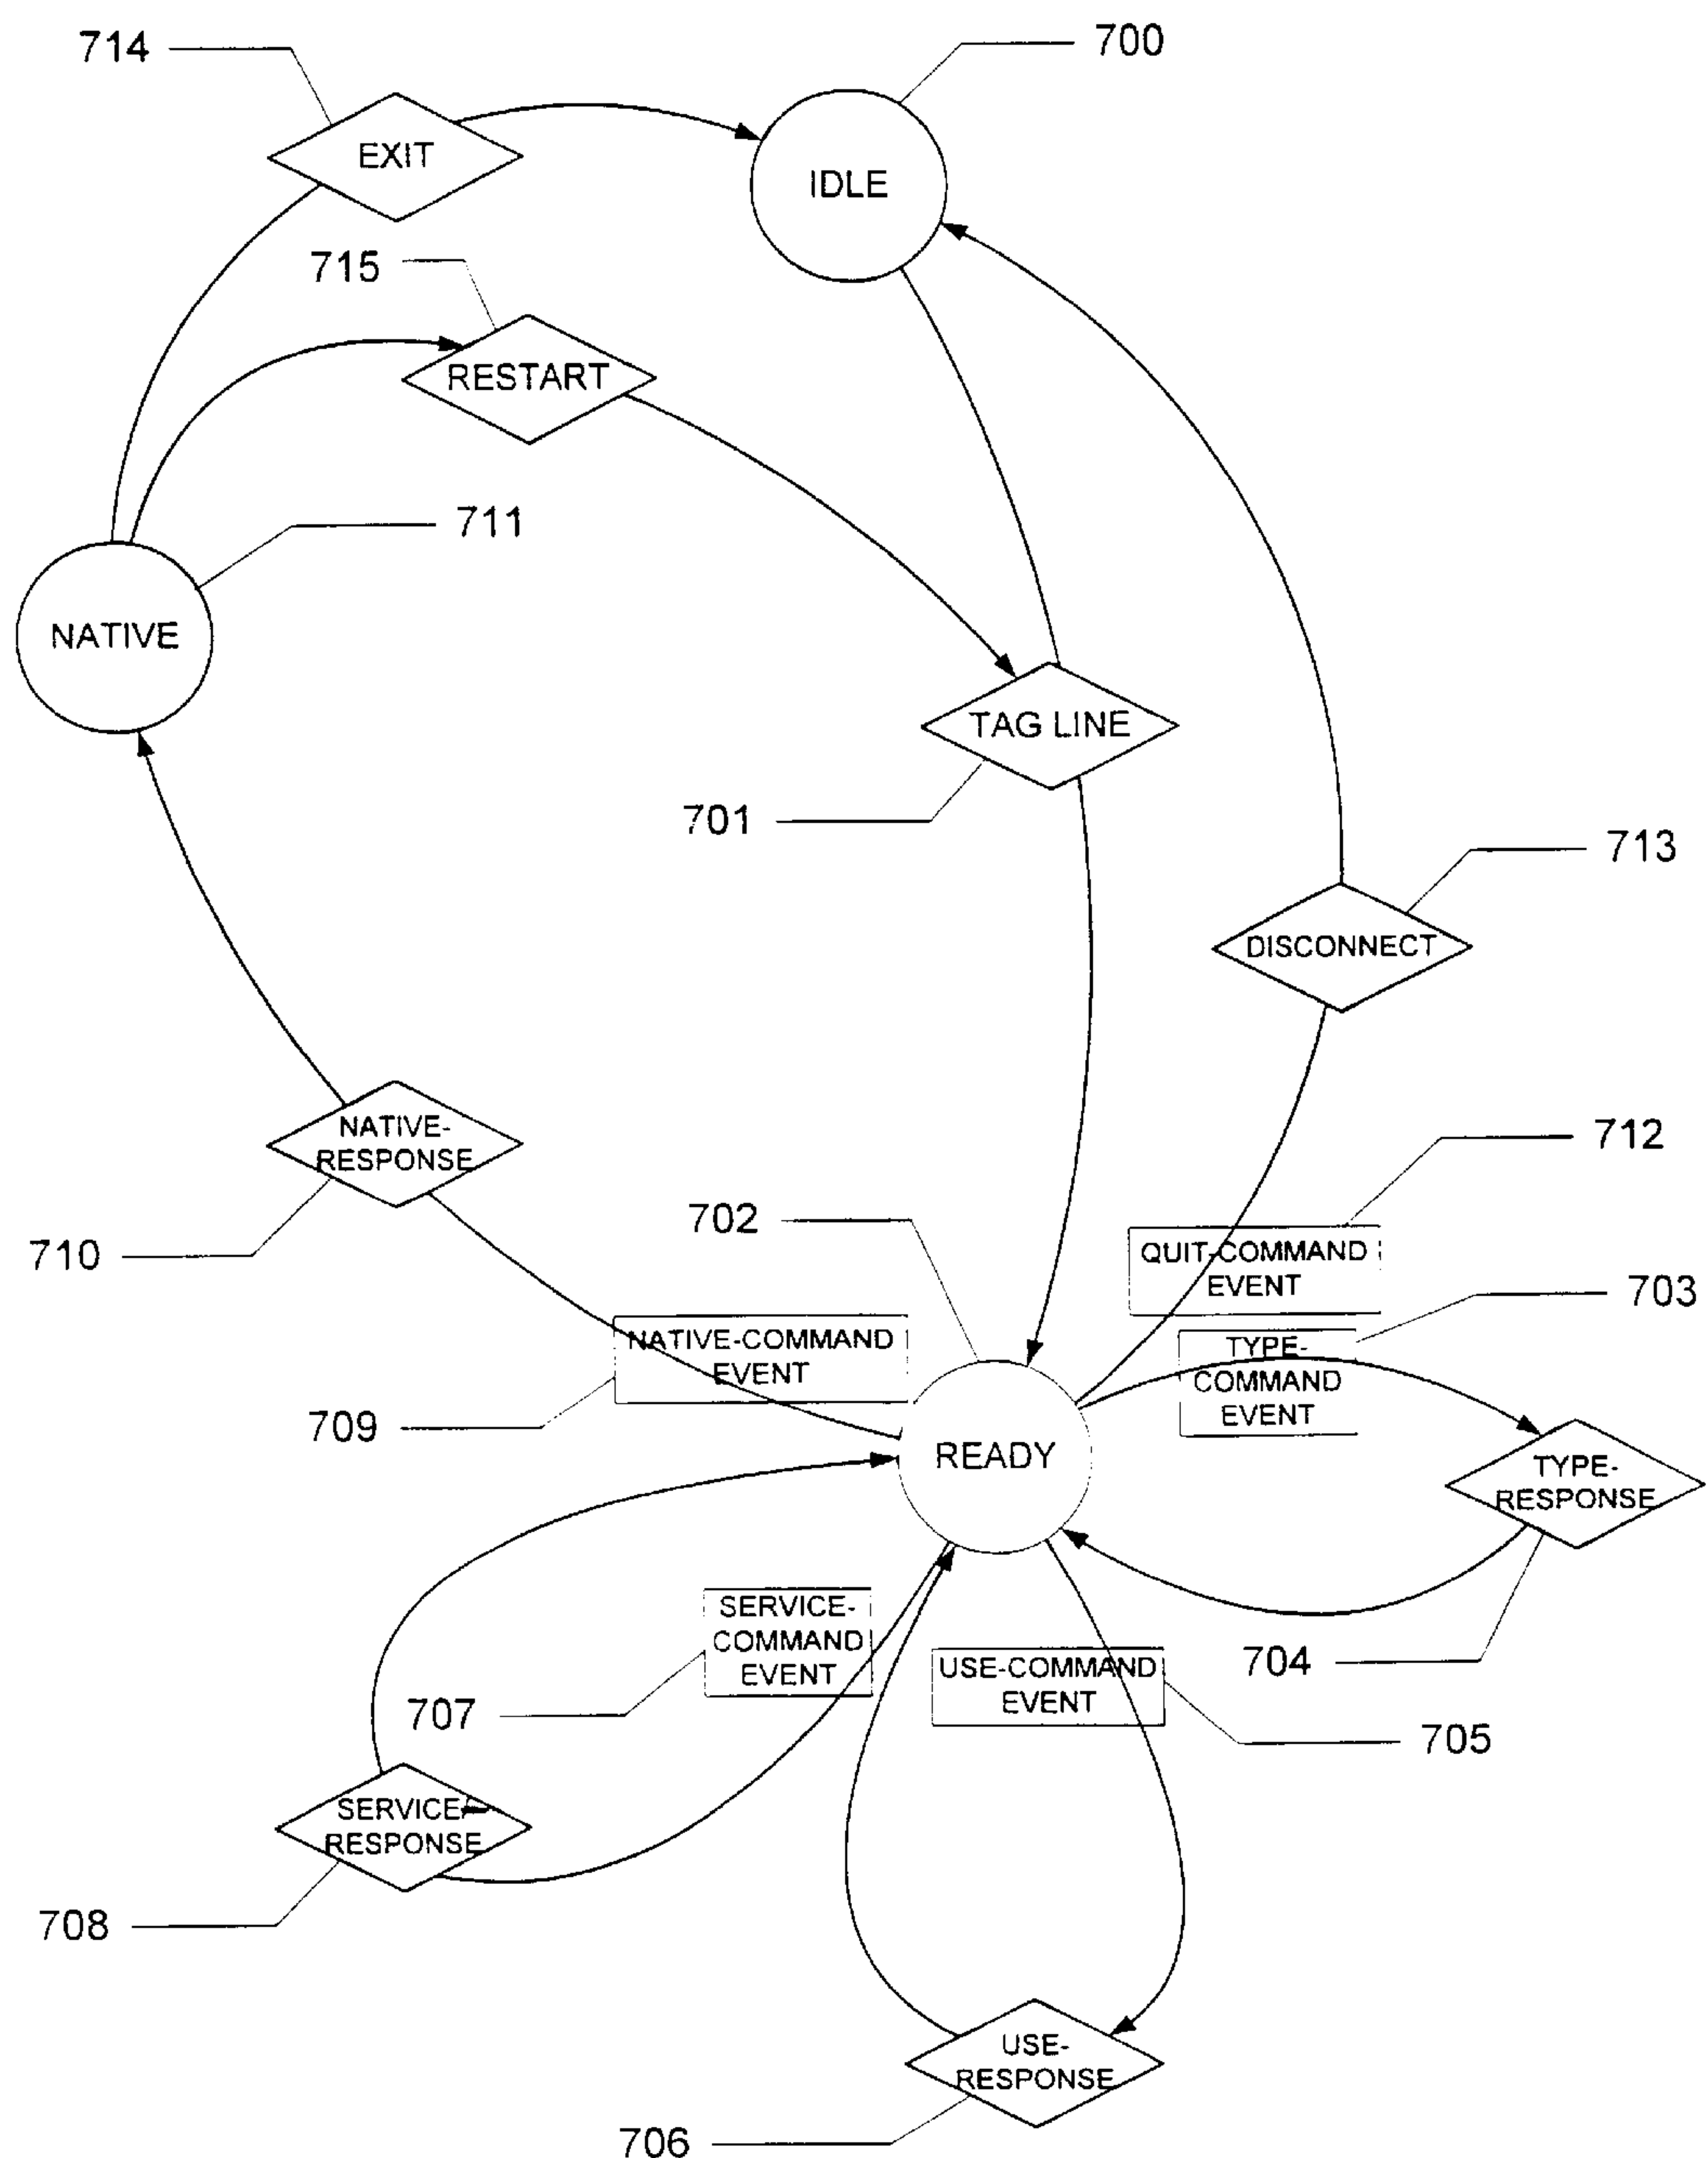 714
700
EXIT
IDLE
715
RESTART
711
NATIVE
TAG LINE
701
713
DISCONNECT
NATIVE-
RESPONSE
712
702
710
QUIT-COMMAND
EVENT
703
NATIVE-COMMAND
EVENT
TYPE-
COMMAND
EVENT
709
READY
TYPE-
RESPONSE
SERVICE-
COMMAND
EVENT
USE-COMMAND
EVENT
704
707
705
SERVICE-
RESPONSE
708
USE-
RESPONSE
706